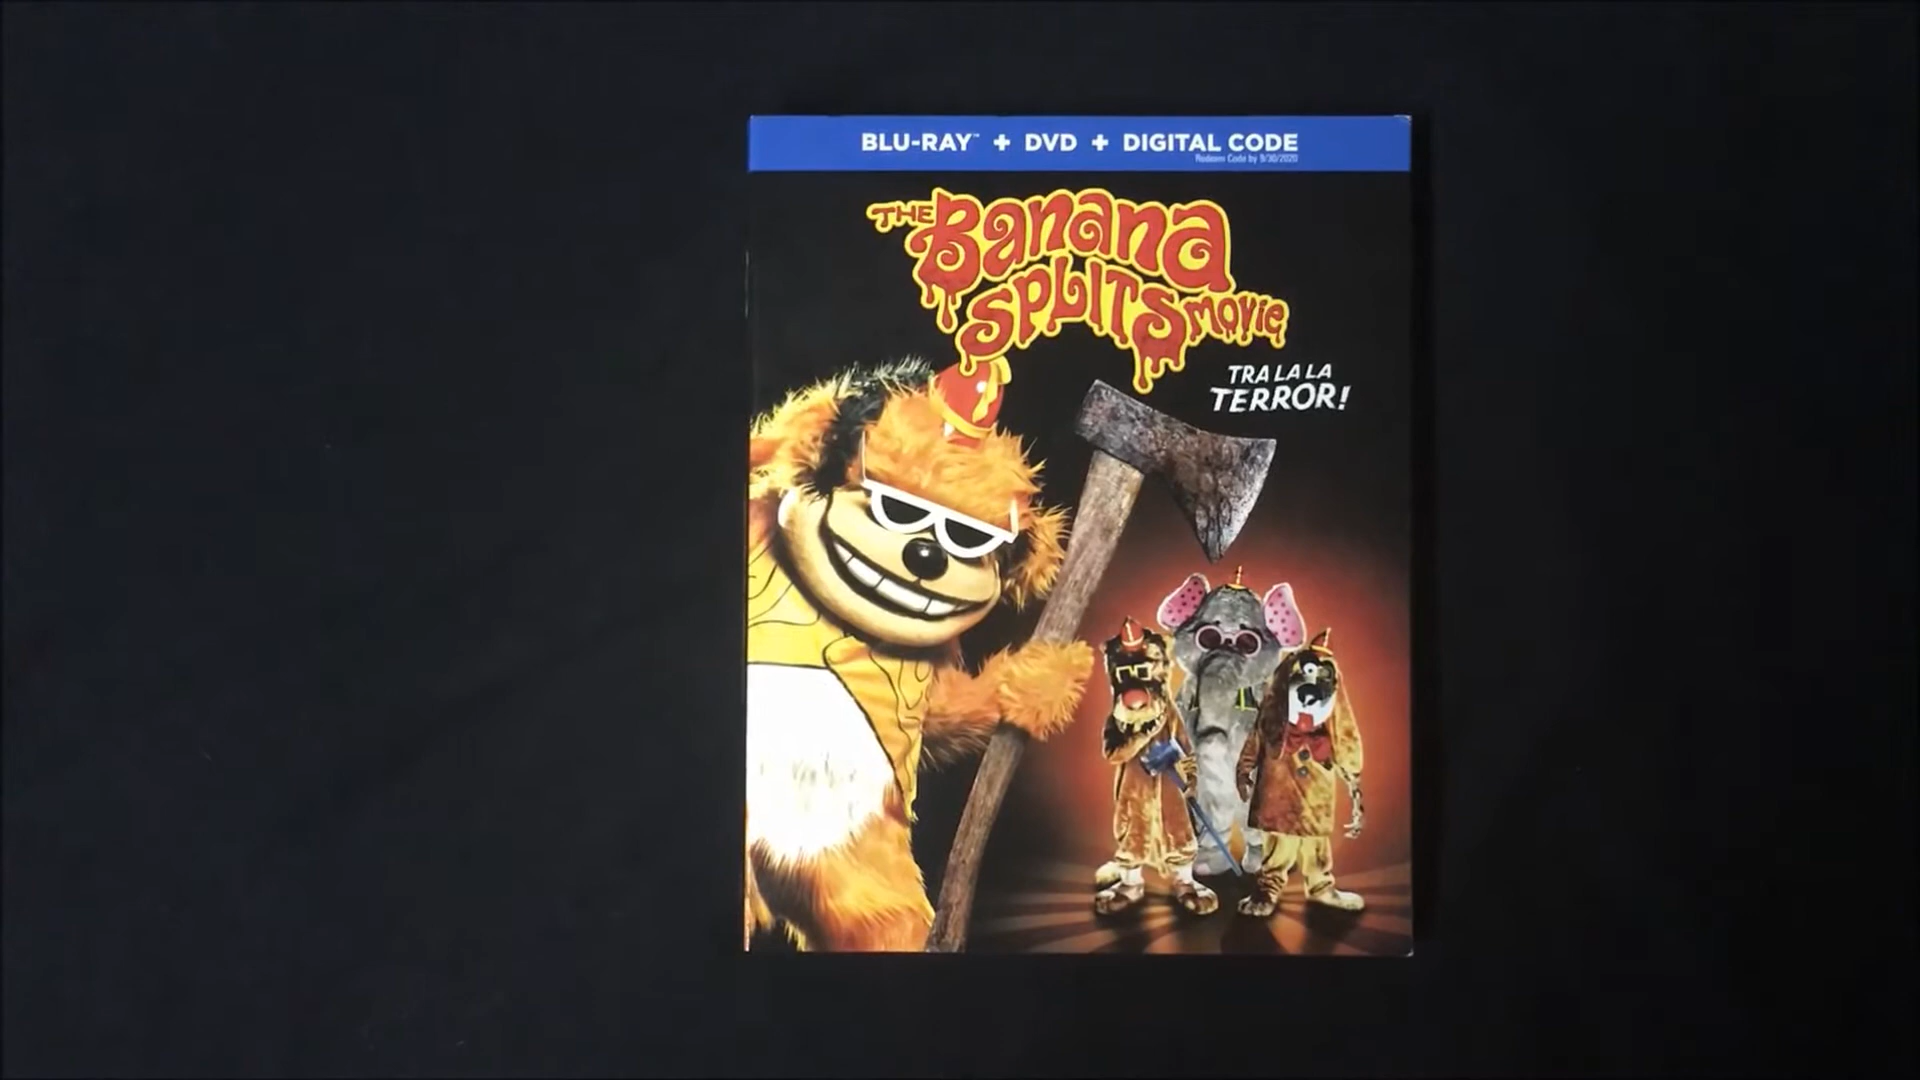 BLU-RAY™ + DVD + DIGITAL CODE
Redeem Code by 9/30/2020
THE Banana
SPLITS MOVIE
TRA LA LA
TERROR!